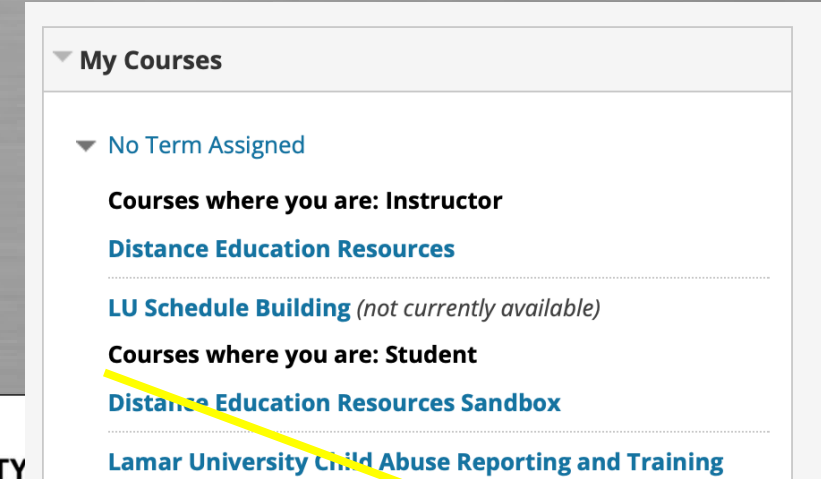 My Courses
No Term Assigned
Courses where you are: Instructor
Distance Education Resources
LU Schedule Building (not currently available)
Courses where you are: Student
Distance Education Resources Sandbox
TY
Lamar University Child Abuse Reporting and Training